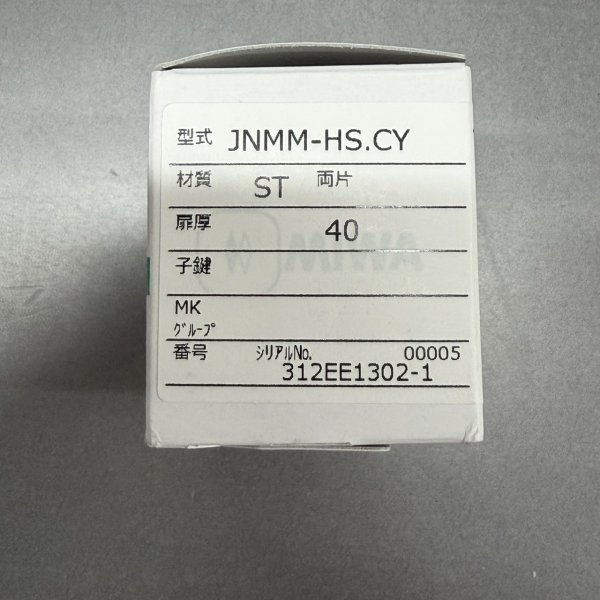 型式 JNMM-HS.CY
材質 ST 両片
扉厚 40
子鍵
MK
グループ
番号 シリアルNo. 00005
312EE1302-1